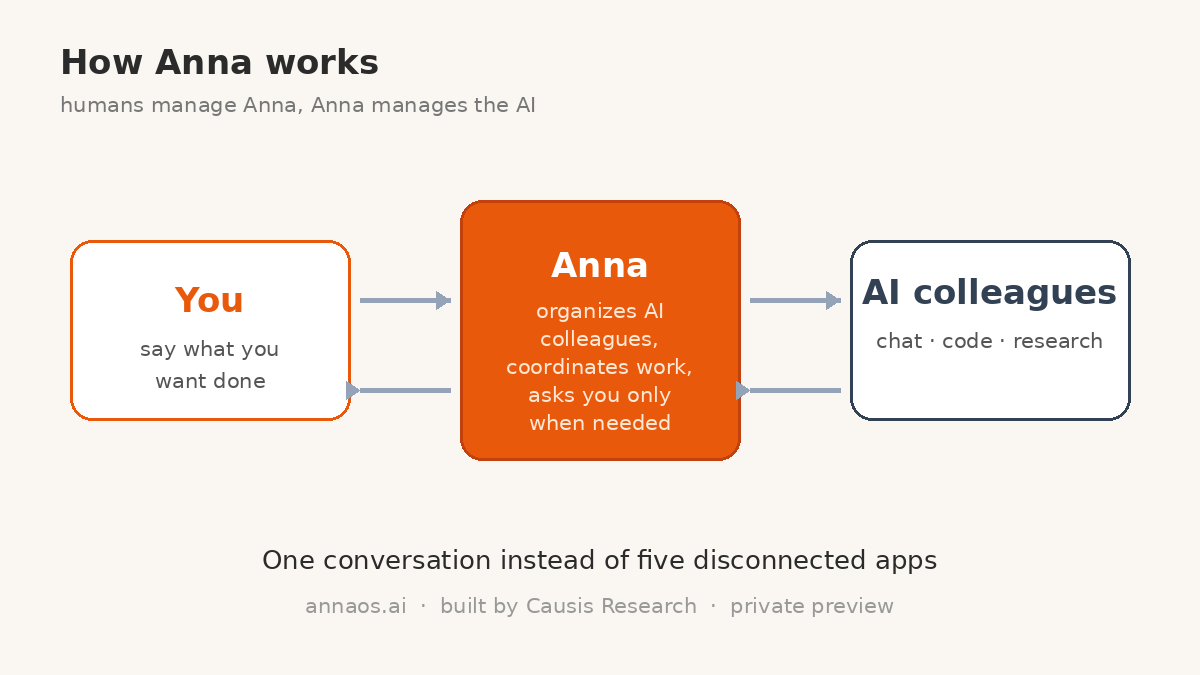 How Anna works
humans manage Anna, Anna manages the AI
You
say what you
want done
Anna
organizes AI
colleagues,
coordinates work,
asks you only
when needed
AI colleagues
chat · code · research
One conversation instead of five disconnected apps
annaos.ai · built by Causis Research · private preview